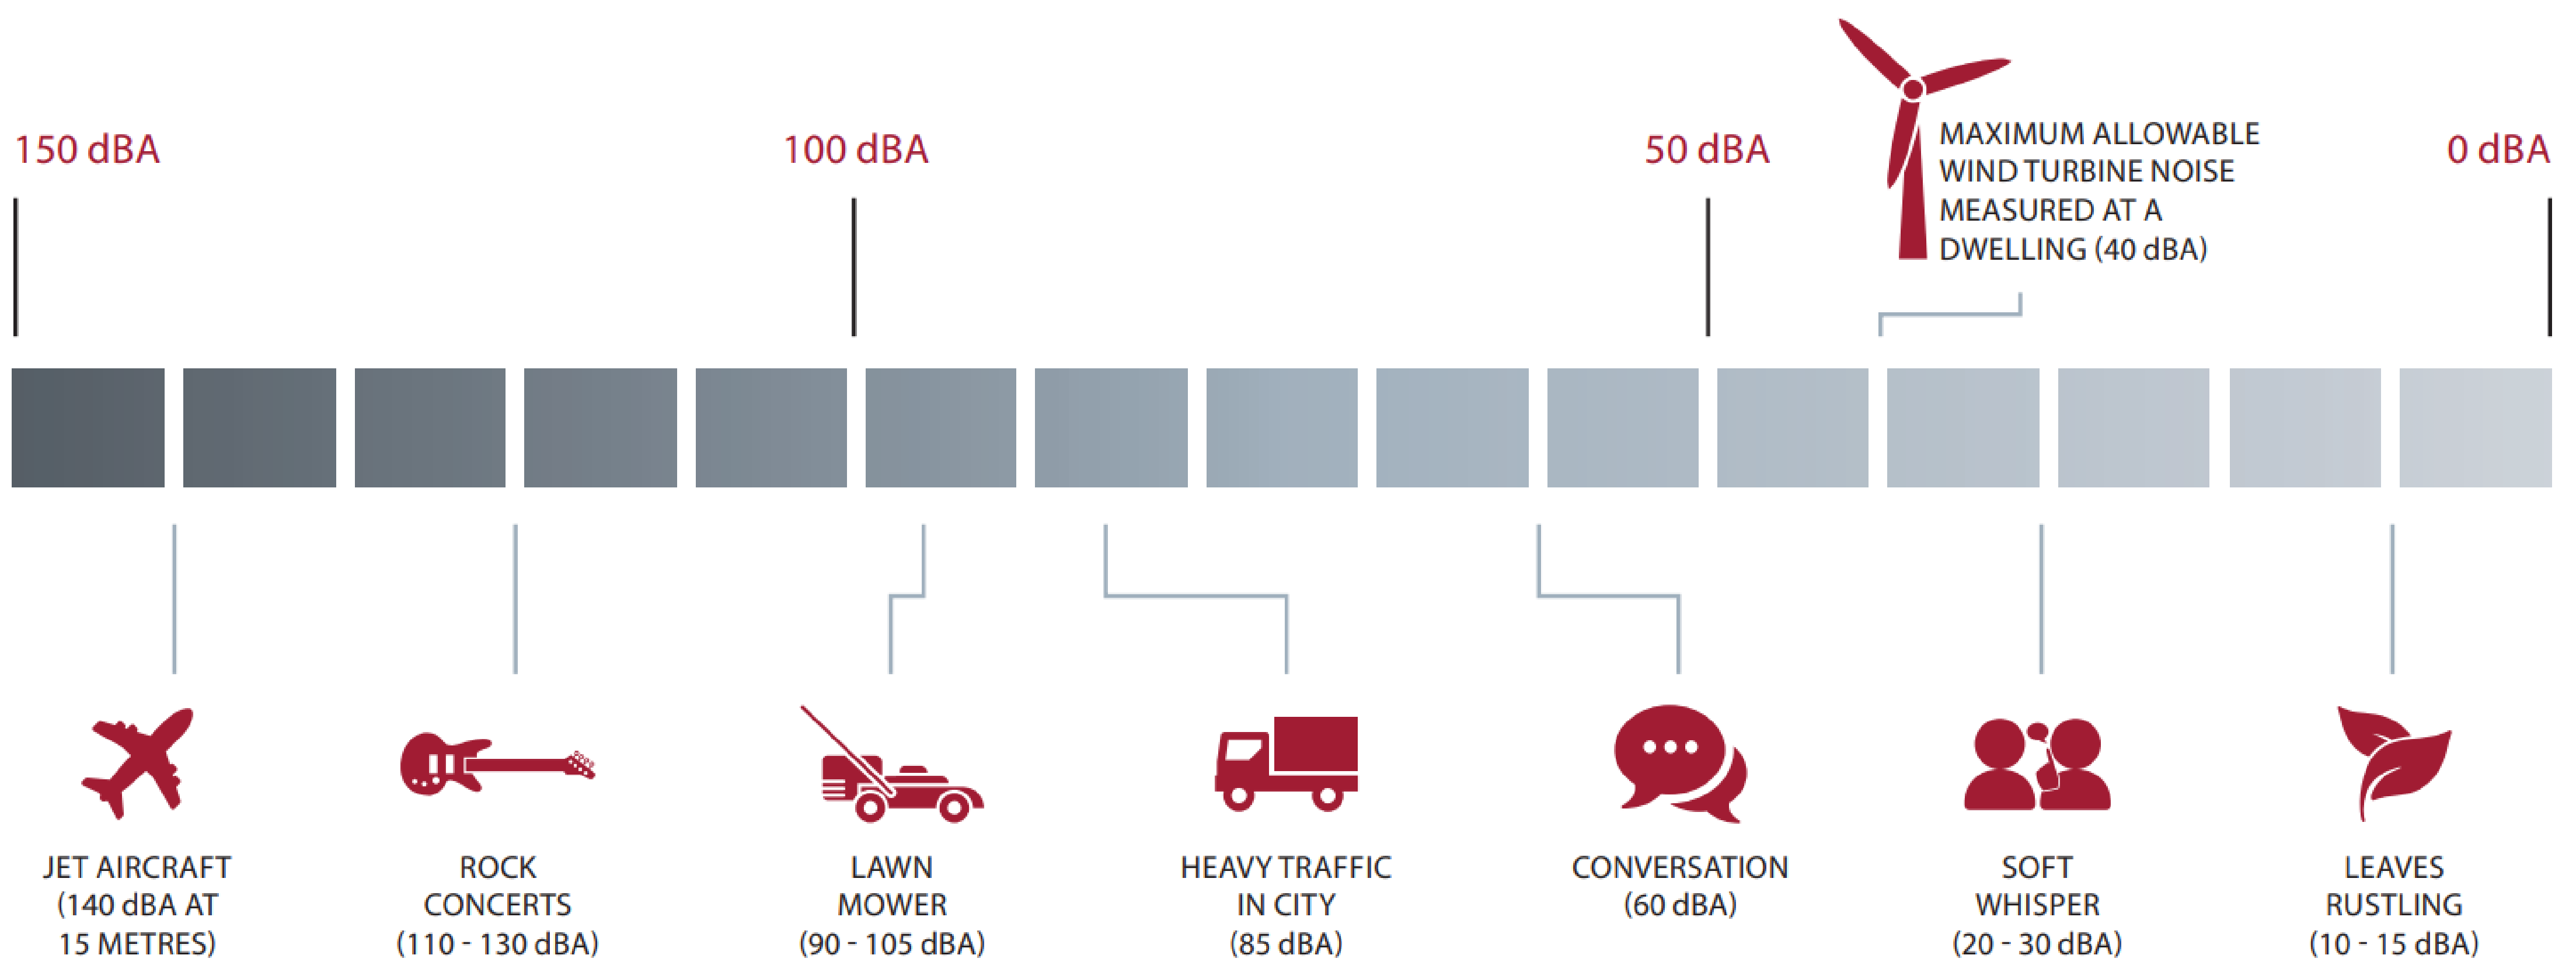 150 dBA
100 dBA
50 dBA
MAXIMUM ALLOWABLE
WIND TURBINE NOISE
MEASURED AT A
DWELLING (40 dBA)
0 dBA
JET AIRCRAFT
(140 dBA AT
15 METRES)
ROCK
CONCERTS
(110 - 130 dBA)
LAWN
MOWER
(90 - 105 dBA)
HEAVY TRAFFIC
IN CITY
(85 dBA)
CONVERSATION
(60 dBA)
SOFT
WHISPER
(20 - 30 dBA)
LEAVES
RUSTLING
(10 - 15 dBA)